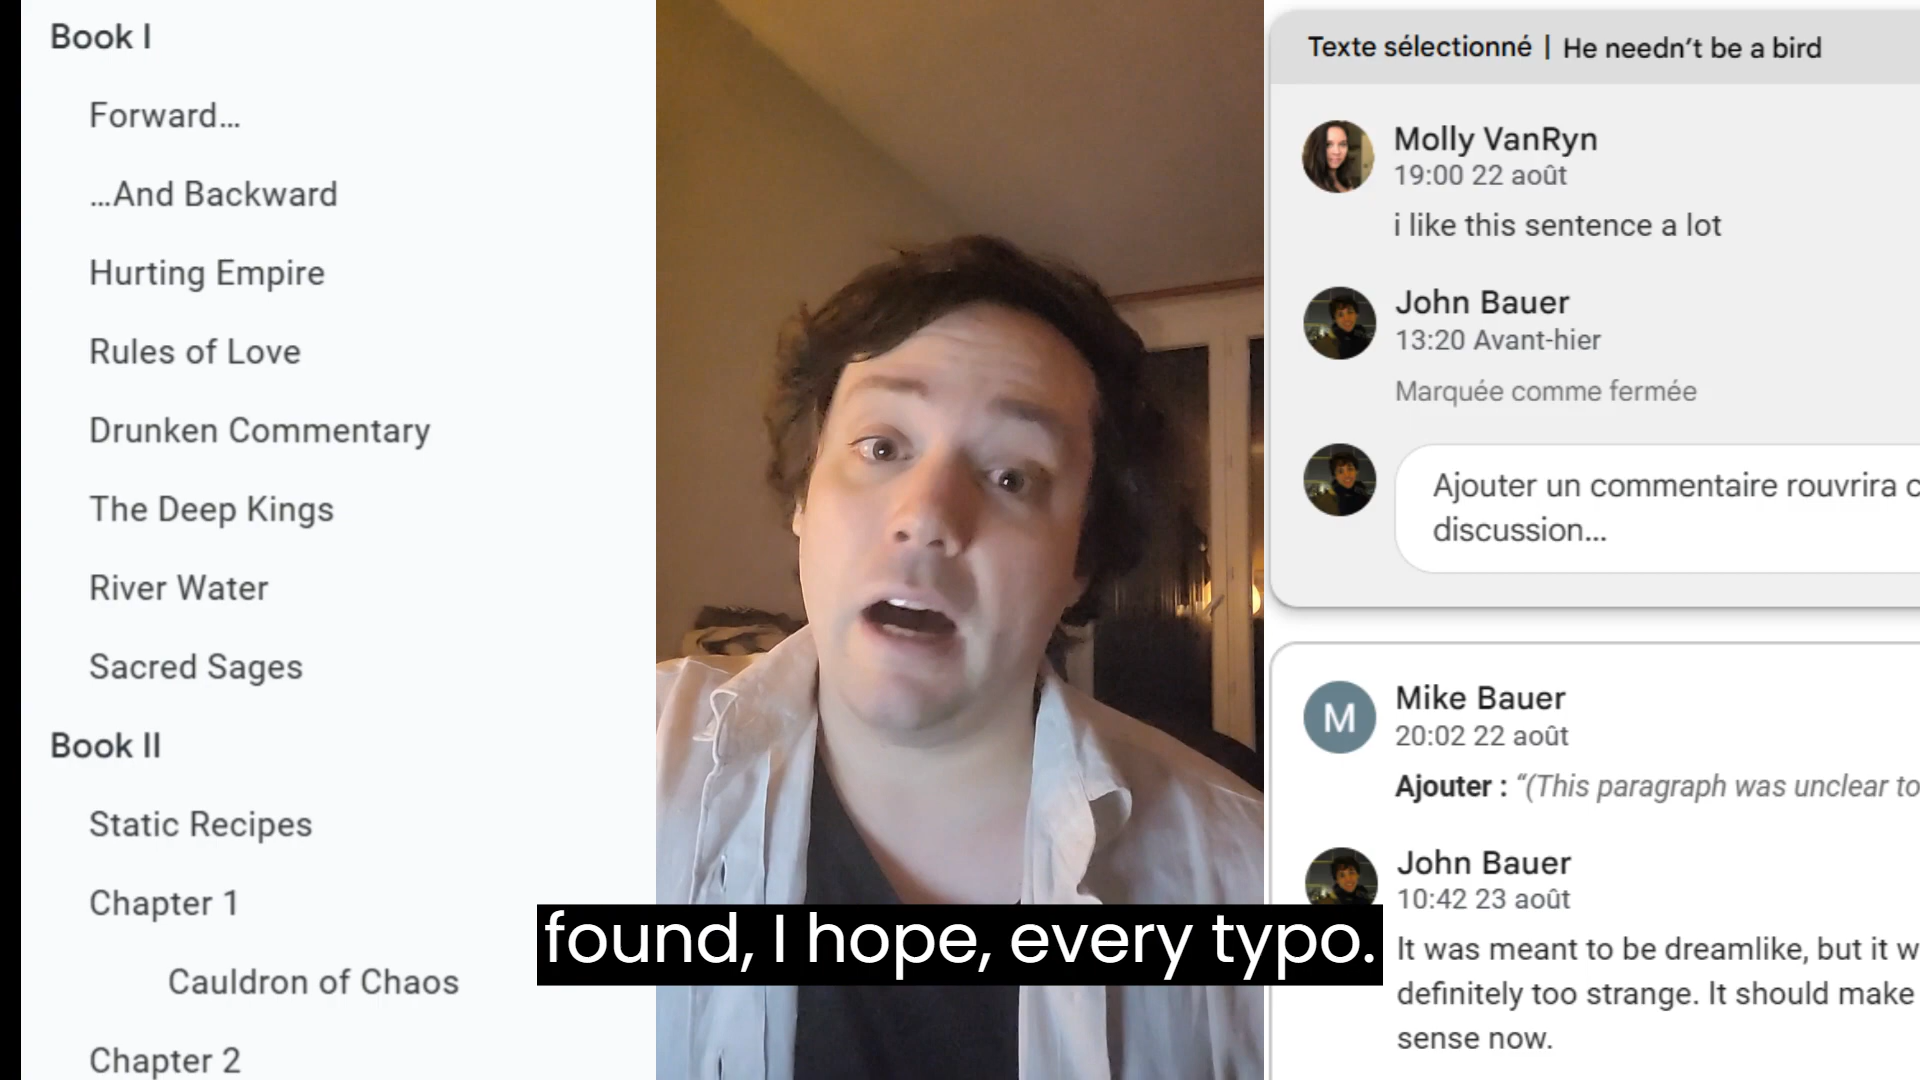 Book I
Forward…
…And Backward
Hurting Empire
Rules of Love
Drunken Commentary
The Deep Kings
River Water
Sacred Sages
Book II
Static Recipes
Chapter 1
Cauldron of Chaos
Chapter 2
found, I hope, every typo.
Texte sélectionné | He needn’t be a bird
Molly VanRyn
19:00 22 août
i like this sentence a lot
John Bauer
13:20 Avant-hier
Marquée comme fermée
Ajouter un commentaire rouvrira c
discussion...
M
Mike Bauer
20:02 22 août
Ajouter : “(This paragraph was unclear to
John Bauer
10:42 23 août
It was meant to be dreamlike, but it w
definitely too strange. It should make
sense now.